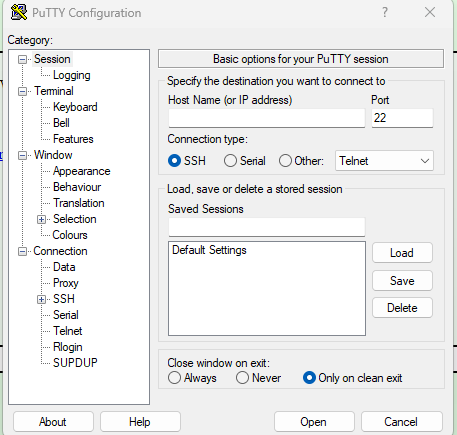 PuTTY Configuration
?
Category:
Session
Logging
Terminal
Keyboard
Bell
Features
Window
Appearance
Behaviour
Translation
Selection
Colours
Connection
Data
Proxy
SSH
Serial
Telnet
Rlogin
SUPDUP
Basic options for your PuTTY session
Specify the destination you want to connect to
Host Name (or IP address) Port
22
Connection type:
SSH Serial Other: Telnet
Load, save or delete a stored session
Saved Sessions
Default Settings
Load
Save
Delete
Close window on exit:
Always Never Only on clean exit
About Help Open Cancel